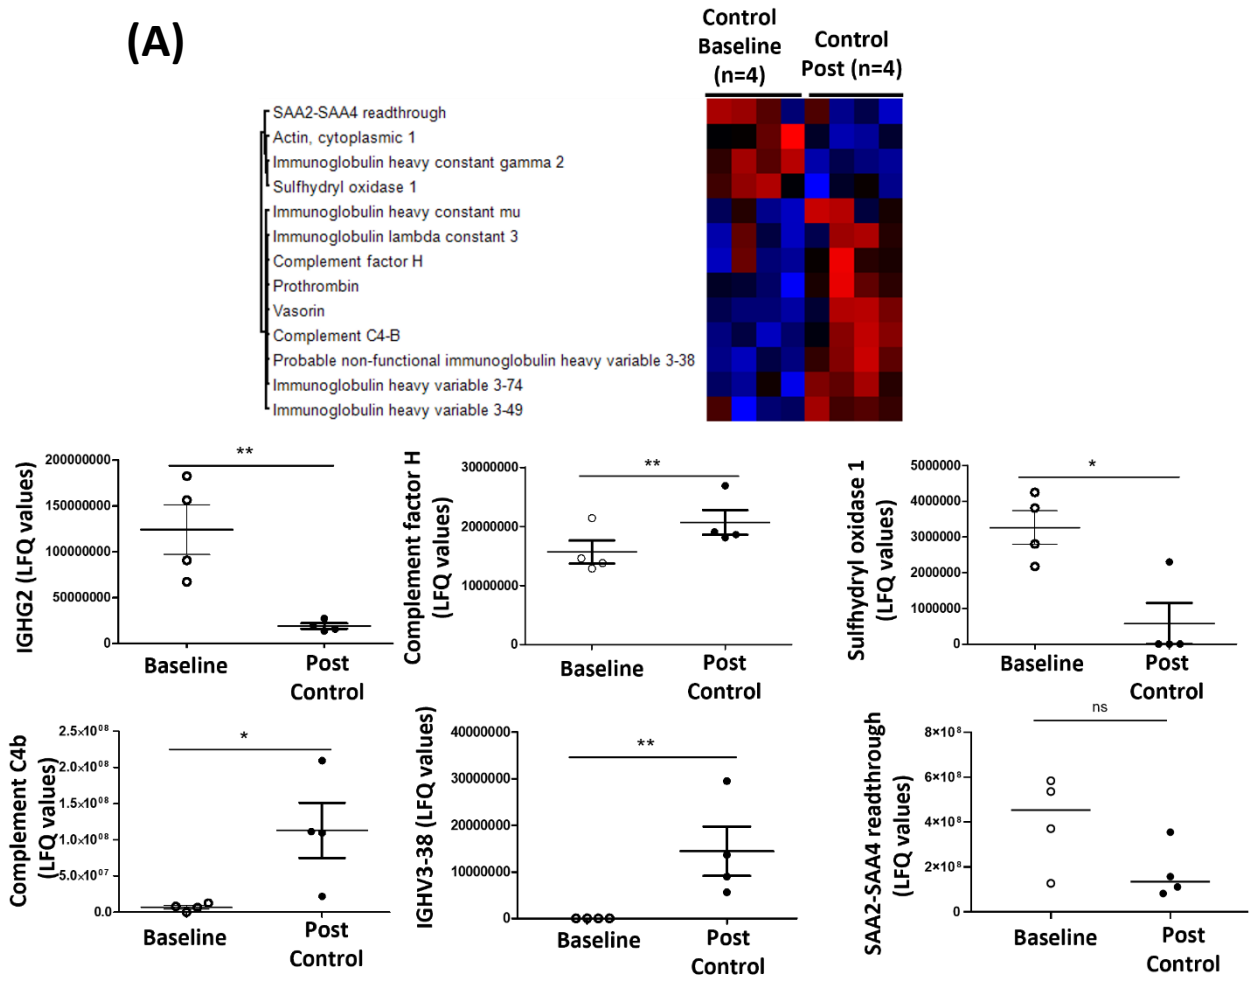 (A)
Control
Baseline
(n=4)
Control
Post (n=4)
SAA2-SAA4 readthrough
Actin, cytoplasmic 1
Immunoglobulin heavy constant gamma 2
Sulfhydryl oxidase 1
Immunoglobulin heavy constant mu
Immunoglobulin lambda constant 3
Complement factor H
Prothrombin
Vasorin
Complement C4-B
Probable non-functional immunoglobulin heavy variable 3-38
Immunoglobulin heavy variable 3-74
Immunoglobulin heavy variable 3-49
IGHG2 (LFQ values)
200000000
150000000
100000000
50000000
0
**
Baseline
Post
Control
Complement factor H
(LFQ values)
30000000
20000000
10000000
0
**
Baseline
Post
Control
Sulfhydryl oxidase 1
(LFQ values)
5000000
4000000
3000000
2000000
1000000
0
*
Baseline
Post
Control
Complement C4b
(LFQ values)
2.5×10⁰⁸
2.0×10⁰⁸
1.5×10⁰⁸
1.0×10⁰⁸
5.0×10⁰⁷
0.0
*
Baseline
Post
Control
IGHV3-38 (LFQ values)
40000000
30000000
20000000
10000000
0
**
Baseline
Post
Control
SAA2-SAA4 readthrough
(LFQ values)
8×10⁸
6×10⁸
4×10⁸
2×10⁸
0
ns
Baseline
Post
Control